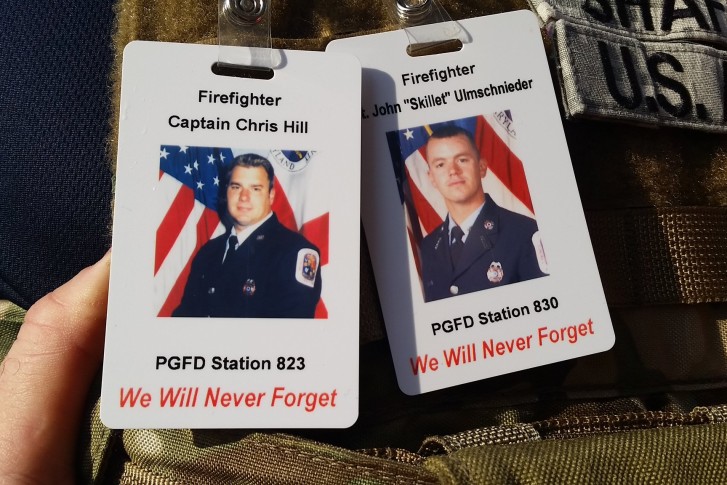 Firefighter
Captain Chris Hill
PGFD Station 823
We Will Never Forget
Firefighter
t. John "Skillet" Ulmschnieder
PGFD Station 830
We Will Never Forget
U.S.